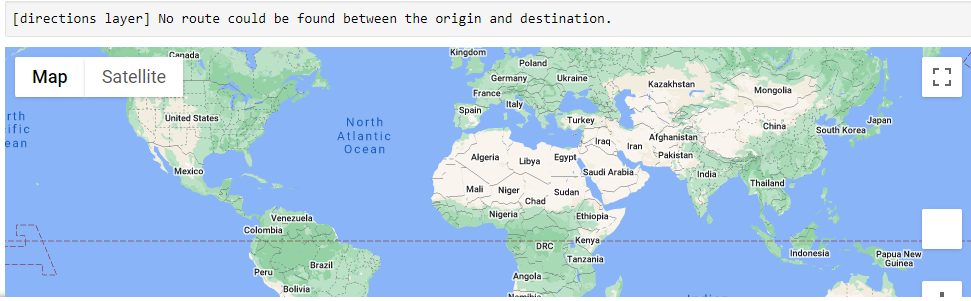 [directions layer] No route could be found between the origin and destination.
Map
Satellite
Canada
Kingdom
Poland
Germany
Ukraine
Kazakhstan
Mongolia
France
Spain
Italy
Turkey
United States
North
Atlantic
Ocean
rth
ific
ean
China
South Korea
Japan
Afghanistan
Iraq
Iran
Pakistan
Mexico
Algeria
Libya
Egypt
Saudi Arabia
India
Thailand
Mali
Niger
Sudan
Chad
Nigeria
Ethiopia
Venezuela
Colombia
DRC
Kenya
Tanzania
Indonesia
Papua New
Guinea
Peru
Brazil
Bolivia
Angola
Namibia